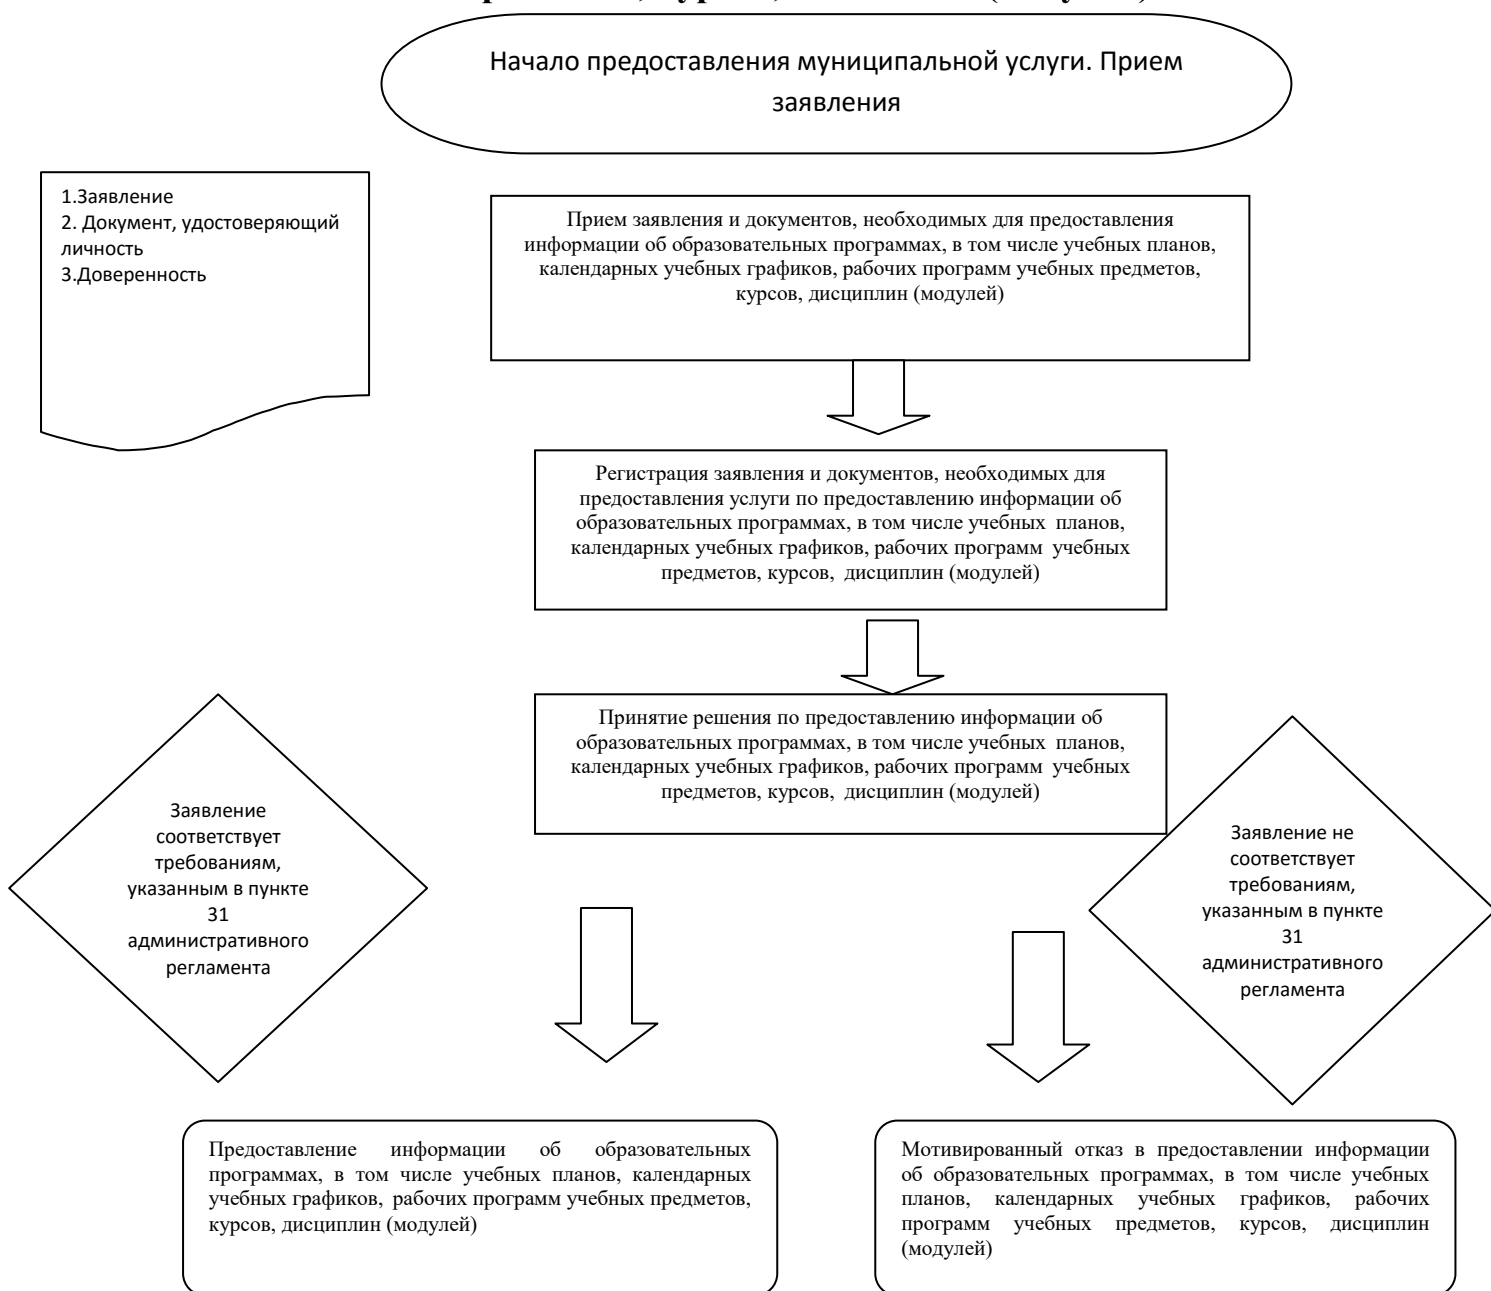 Начало предоставления муниципальной услуги. Прием
заявления
1.Заявление
2. Документ, удостоверяющий
личность
3.Доверенность
Прием заявления и документов, необходимых для предоставления
информации об образовательных программах, в том числе учебных планов,
календарных учебных графиков, рабочих программ учебных предметов,
курсов, дисциплин (модулей)
Регистрация заявления и документов, необходимых для
предоставления услуги по предоставлению информации об
образовательных программах, в том числе учебных планов,
календарных учебных графиков, рабочих программ учебных
предметов, курсов, дисциплин (модулей)
Принятие решения по предоставлению информации об
образовательных программах, в том числе учебных планов,
календарных учебных графиков, рабочих программ учебных
предметов, курсов, дисциплин (модулей)
Заявление
соответствует
требованиям,
указанным в пункте
31
административного
регламента
Заявление не
соответствует
требованиям,
указанным в пункте
31
административного
регламента
Предоставление информации об образовательных
программах, в том числе учебных планов, календарных
учебных графиков, рабочих программ учебных предметов,
курсов, дисциплин (модулей)
Мотивированный отказ в предоставлении информации
об образовательных программах, в том числе учебных
планов, календарных учебных графиков, рабочих
программ учебных предметов, курсов, дисциплин
(модулей)